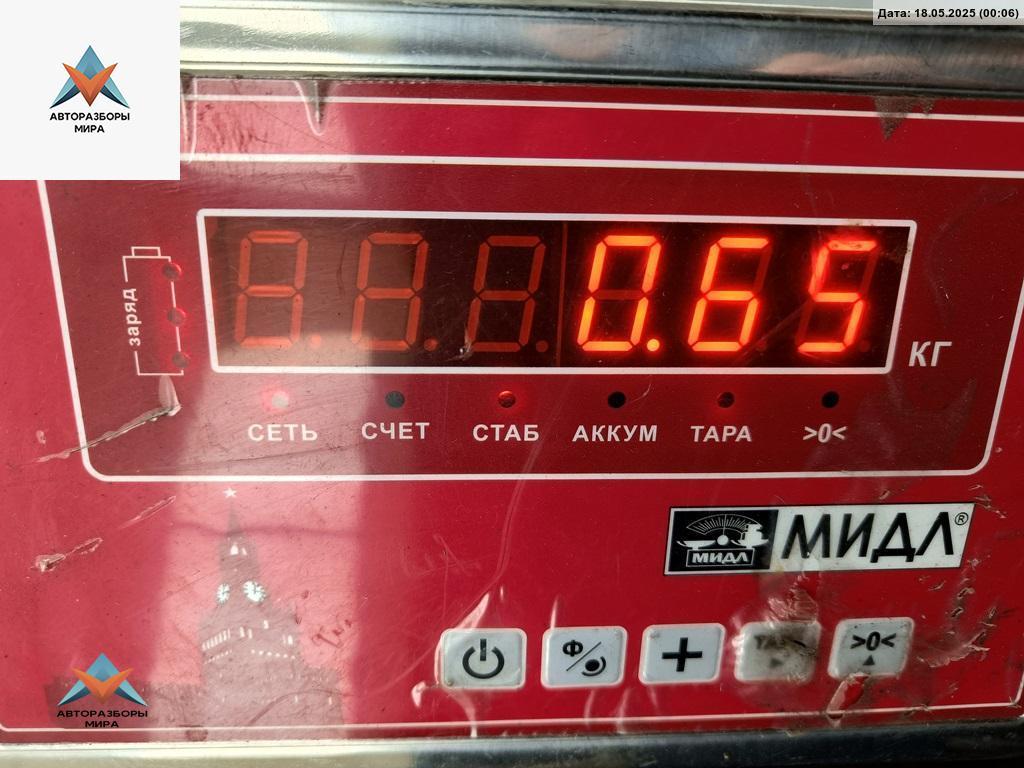 Дата: 18.05.2025 (00:06)
АВТОРАЗБОРЫ
МИРА
заряд
0.65
КГ
СЕТЬ СЧЕТ СТАБ АККУМ ТАРА >0<
МИДЛ МИДЛ®
Ф >0<
АВТОРАЗБОРЫ
МИРА